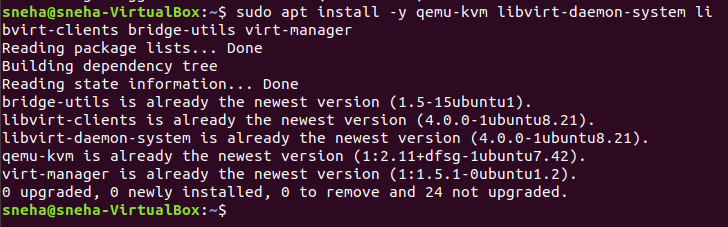 sneha@sneha-VirtualBox:~$ sudo apt install -y qemu-kvm libvirt-daemon-system li
bvirt-clients bridge-utils virt-manager
Reading package lists... Done
Building dependency tree
Reading state information... Done
bridge-utils is already the newest version (1.5-15ubuntu1).
libvirt-clients is already the newest version (4.0.0-1ubuntu8.21).
libvirt-daemon-system is already the newest version (4.0.0-1ubuntu8.21).
qemu-kvm is already the newest version (1:2.11+dfsg-1ubuntu7.42).
virt-manager is already the newest version (1:1.5.1-0ubuntu1.2).
0 upgraded, 0 newly installed, 0 to remove and 24 not upgraded.
sneha@sneha-VirtualBox:~$